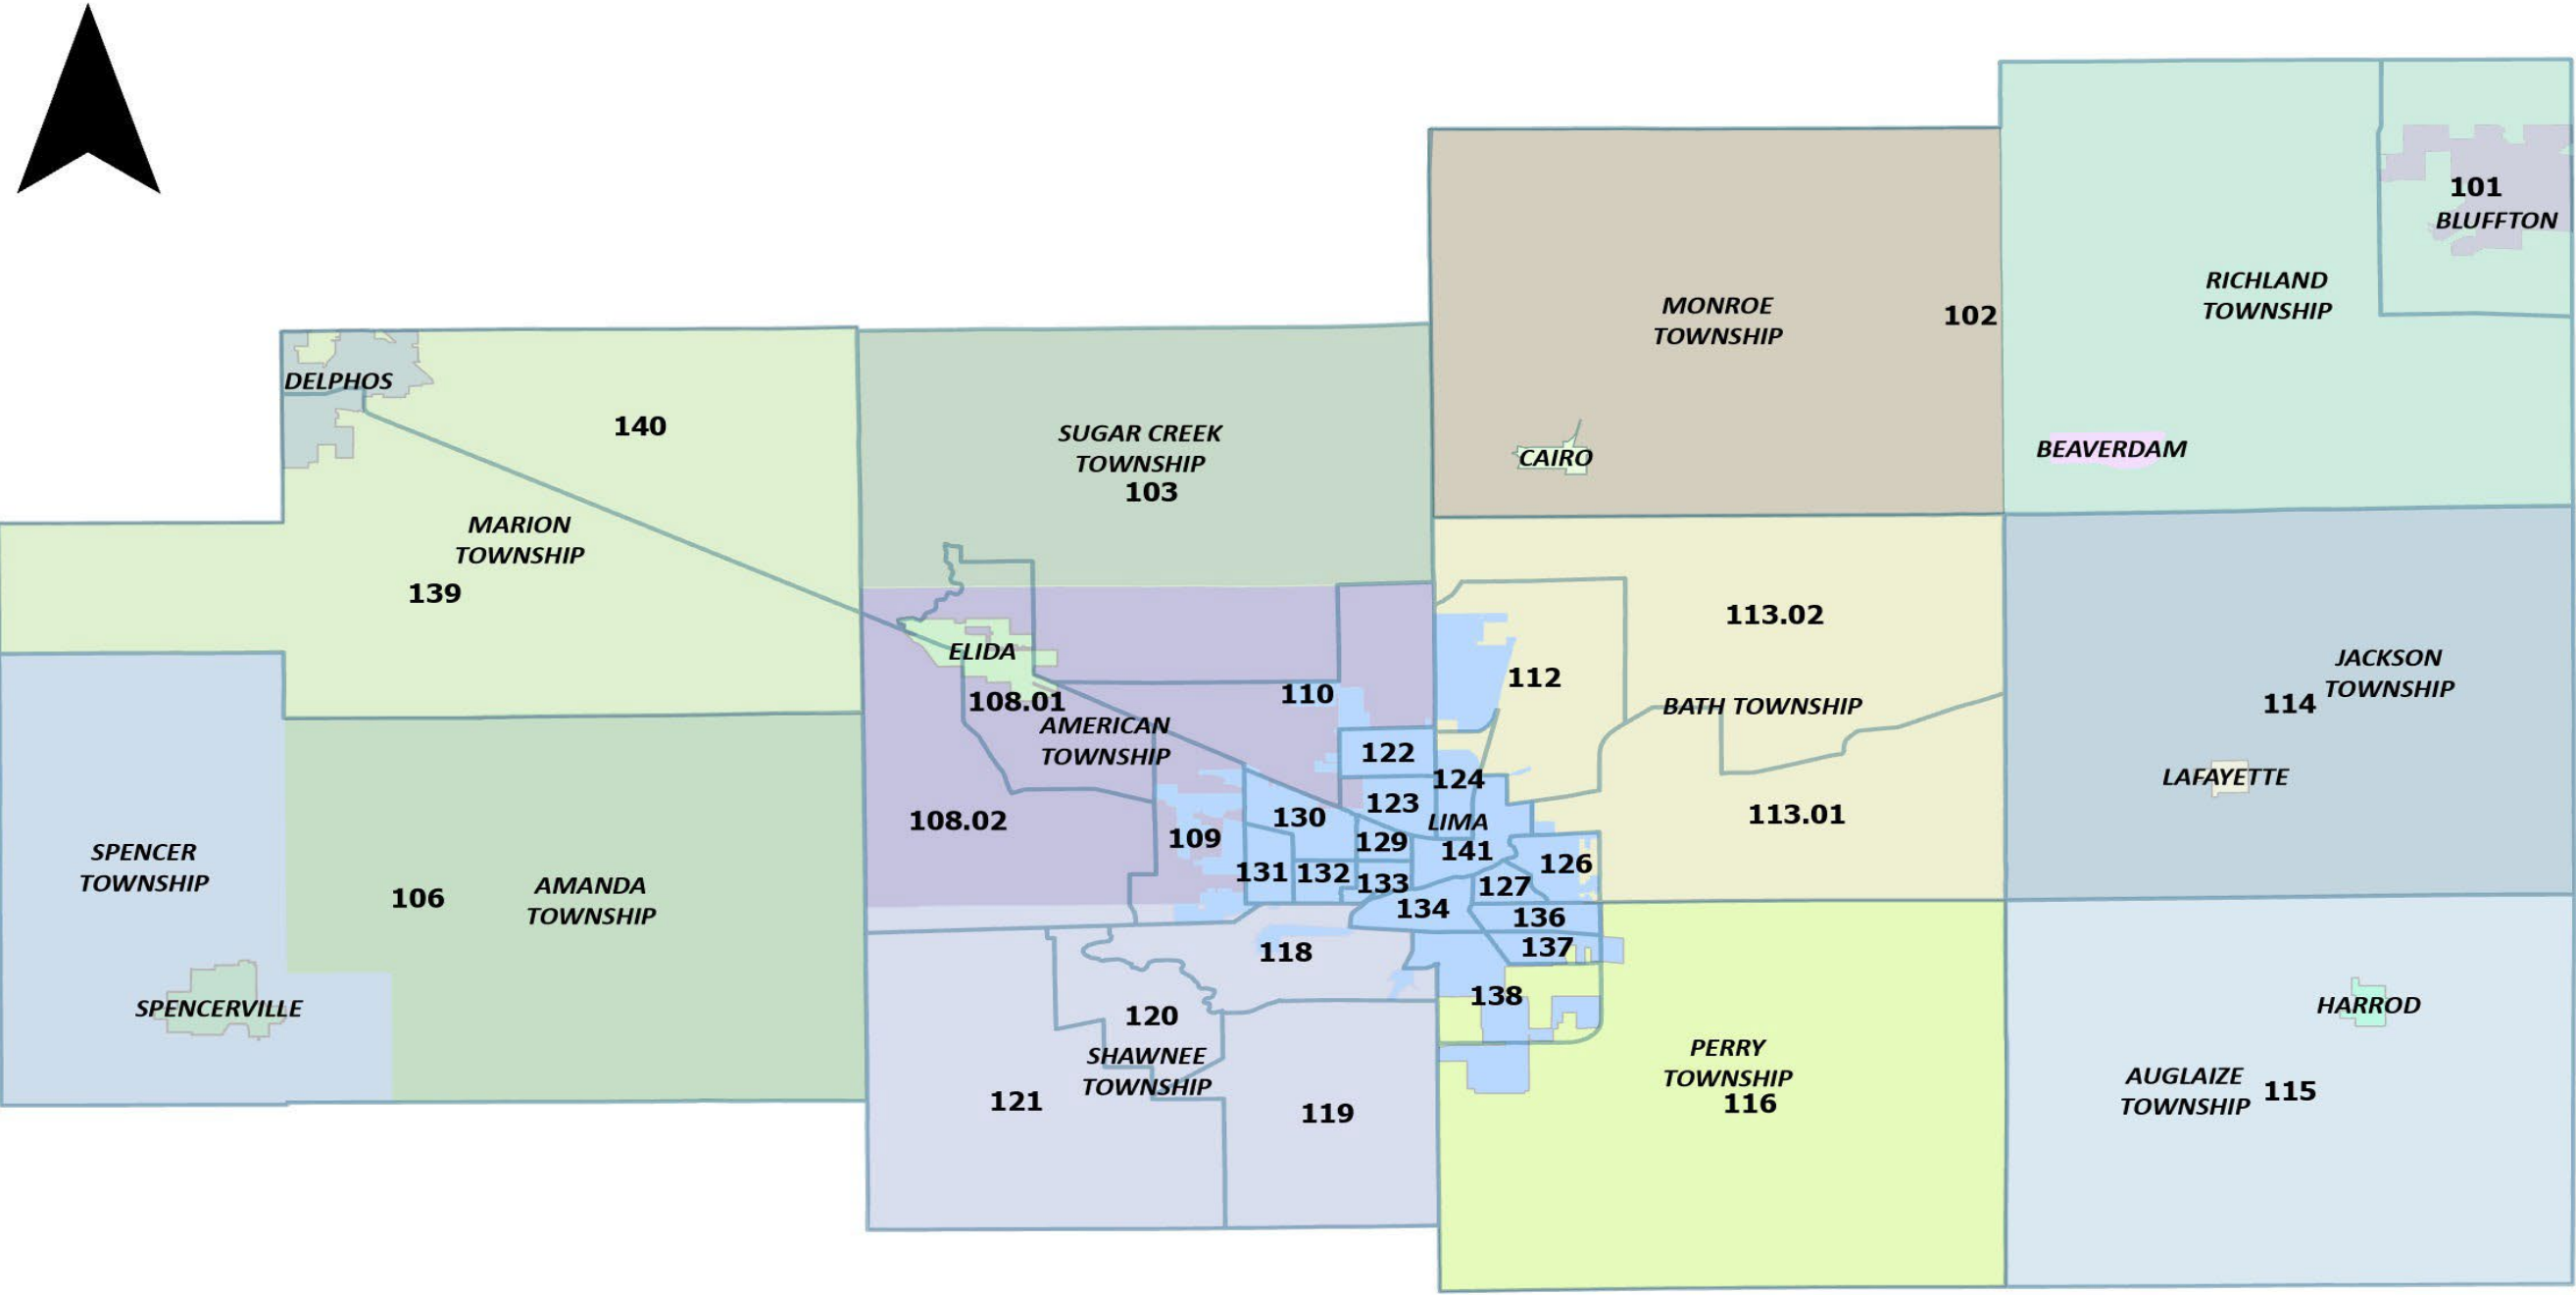 101
BLUFFTON
RICHLAND
TOWNSHIP
MONROE
TOWNSHIP
102
DELPHOS
140
SUGAR CREEK
TOWNSHIP
103
CAIRO
BEAVERDAM
MARION
TOWNSHIP
139
113.02
ELIDA
112
JACKSON
TOWNSHIP
114
108.01
110
BATH TOWNSHIP
AMERICAN
TOWNSHIP
122
124
LAFAYETTE
123
108.02
130
LIMA
113.01
109
129
141
SPENCER
TOWNSHIP
131
132
133
126
127
106
AMANDA
TOWNSHIP
134
136
118
137
SPENCERVILLE
138
HARROD
120
SHAWNEE
TOWNSHIP
PERRY
TOWNSHIP
116
121
119
AUGLAIZE
TOWNSHIP
115